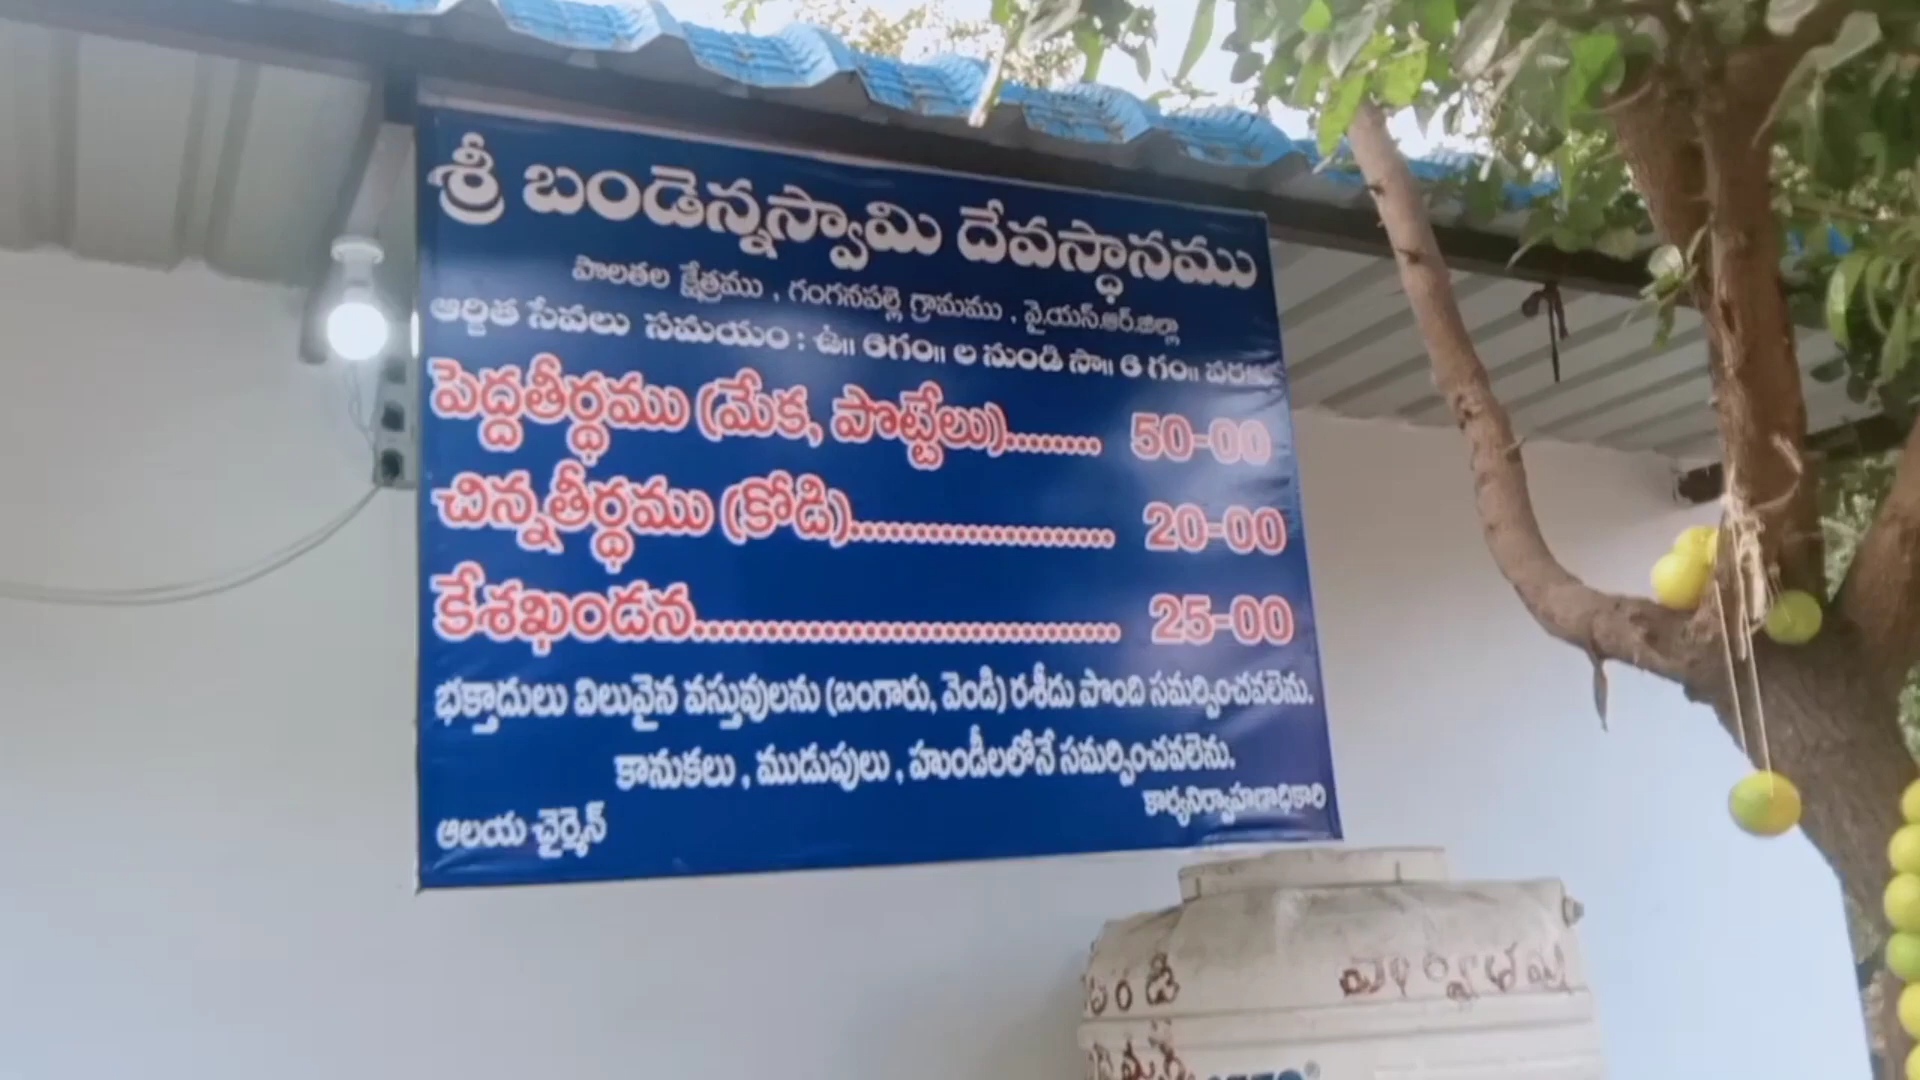 శ్రీ బండెన్నస్వామి దేవస్థానము
పొలతల క్షేత్రము , గంగనపల్లె గ్రామము , వై.యస్.ఆర్.జిల్లా
ఆర్జిత సేవలు సమయం : ఉ॥ 6గం॥ ల నుండి సా॥ 6 గం॥ వరకు
పెద్దతీర్థము (మేక, పొట్టేలు)........ 50-00
చిన్నతీర్థము (కోడి)...................... 20-00
కేశఖండన................................... 25-00
భక్తాదులు విలువైన వస్తువులను (బంగారు, వెండి) రశీదు పొంది సమర్పించవలెను.
కానుకలు , ముడుపులు , హుండీలలోనే సమర్పించవలెను.
ఆలయ ఛైర్మెన్ కార్యనిర్వాహణాధికారి